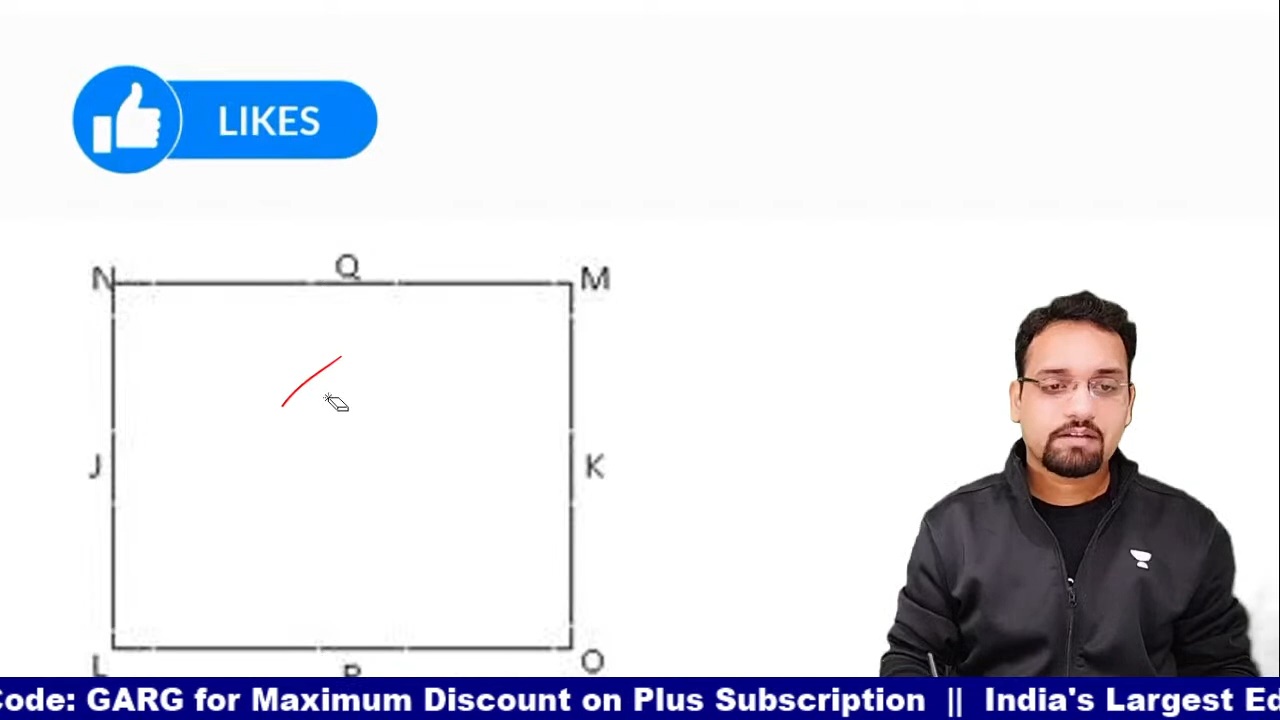 LIKES
N Q M
J K
L O
Code: GARG for Maximum Discount on Plus Subscription || India's Largest Ed